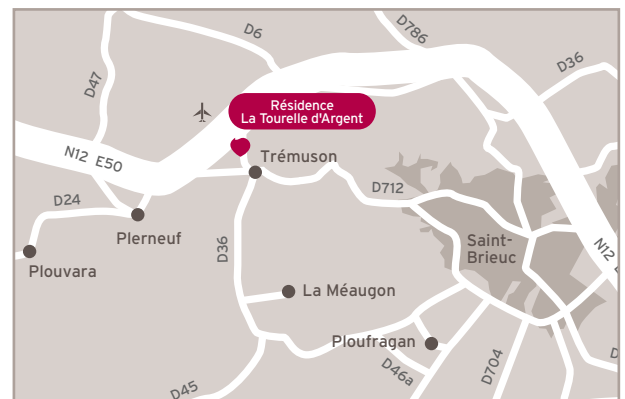 D786
D6
D36
D47
Résidence
La Tourelle d'Argent
N12 E50
Trémuson
D712
D24
Plerneuf
D36
Saint-
Brieuc
N12 E
Plouvara
La Méaugon
Ploufragan
D704
D46a
D45